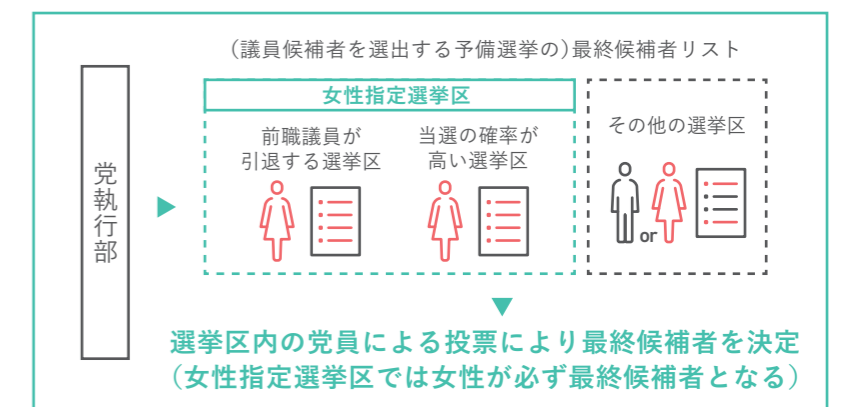 （議員候補者を選出する予備選挙の）最終候補者リスト
党執行部
女性指定選挙区
前職議員が
引退する選挙区
当選の確率が
高い選挙区
その他の選挙区
or
選挙区内の党員による投票により最終候補者を決定
（女性指定選挙区では女性が必ず最終候補者となる）